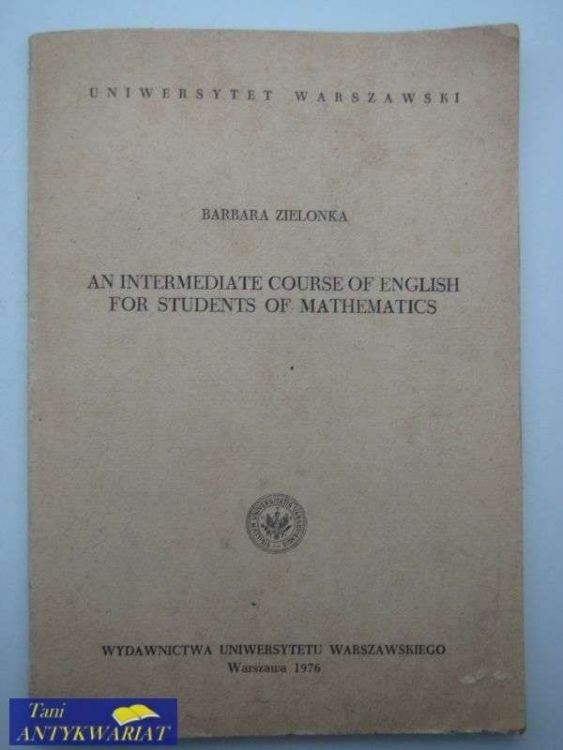 UNIWERSYTET WARSZAWSKI
BARBARA ZIELONKA
AN INTERMEDIATE COURSE OF ENGLISH
FOR STUDENTS OF MATHEMATICS
WYDAWNICTWA UNIWERSYTETU WARSZAWSKIEGO
Warszawa 1976
Tani
ANTYKWARIAT